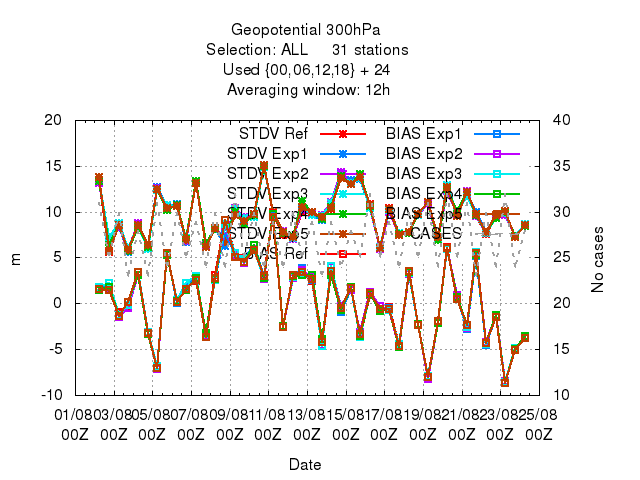 Geopotential 300hPa
Selection: ALL 31 stations
Used {00,06,12,18} + 24
Averaging window: 12h
20 40
STDV Ref BIAS Exp1
STDV Exp1 BIAS Exp2
15 35
STDV Exp2 BIAS Exp3
STDV Exp3 BIAS Exp4
10 30
STDV Exp4 BIAS Exp5
STDV Exp5 CASES
5 25
BIAS Ref
m No cases
0 20
-5 15
-10 10
01/08 03/08 05/08 07/08 09/08 11/08 13/08 15/08 17/08 19/08 21/08 23/08 25/08
00Z 00Z 00Z 00Z 00Z 00Z 00Z 00Z 00Z 00Z 00Z 00Z 00Z
Date